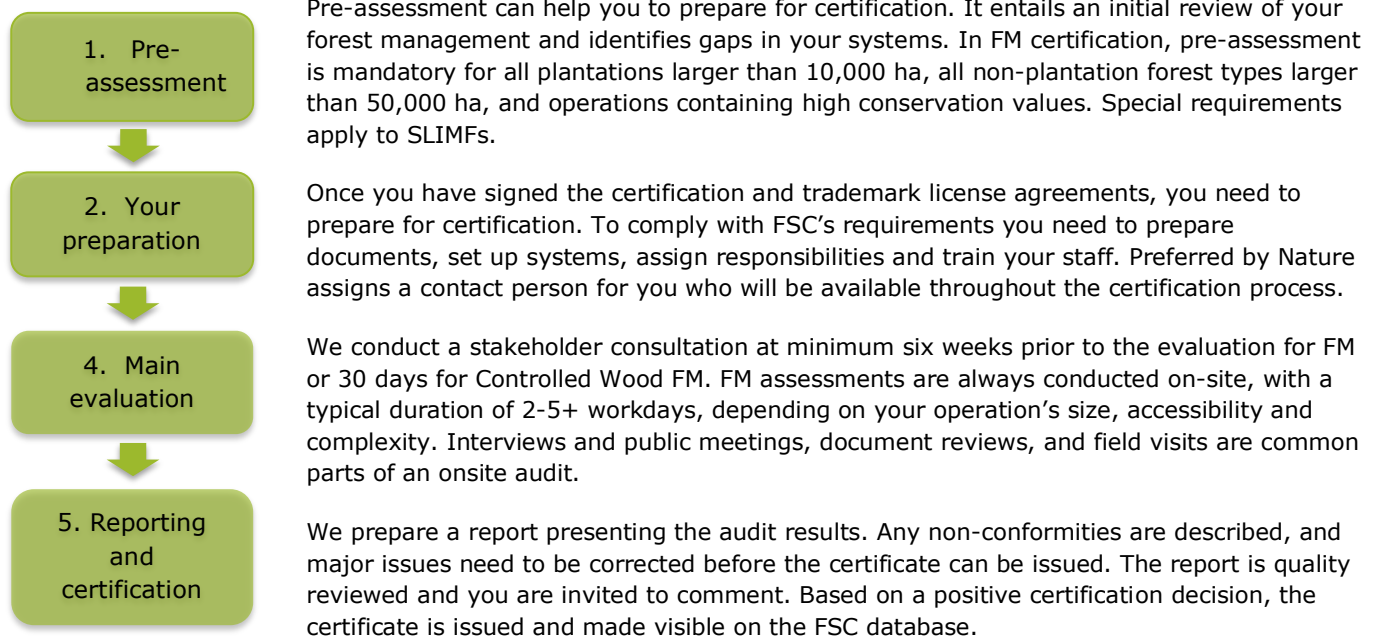 1. Pre-
assessment
Pre-assessment can help you to prepare for certification. It entails an initial review of your
forest management and identifies gaps in your systems. In FM certification, pre-assessment
is mandatory for all plantations larger than 10,000 ha, all non-plantation forest types larger
than 50,000 ha, and operations containing high conservation values. Special requirements
apply to SLIMFs.
2. Your
preparation
Once you have signed the certification and trademark license agreements, you need to
prepare for certification. To comply with FSC’s requirements you need to prepare
documents, set up systems, assign responsibilities and train your staff. Preferred by Nature
assigns a contact person for you who will be available throughout the certification process.
4. Main
evaluation
We conduct a stakeholder consultation at minimum six weeks prior to the evaluation for FM
or 30 days for Controlled Wood FM. FM assessments are always conducted on-site, with a
typical duration of 2-5+ workdays, depending on your operation’s size, accessibility and
complexity. Interviews and public meetings, document reviews, and field visits are common
parts of an onsite audit.
5. Reporting
and
certification
We prepare a report presenting the audit results. Any non-conformities are described, and
major issues need to be corrected before the certificate can be issued. The report is quality
reviewed and you are invited to comment. Based on a positive certification decision, the
certificate is issued and made visible on the FSC database.